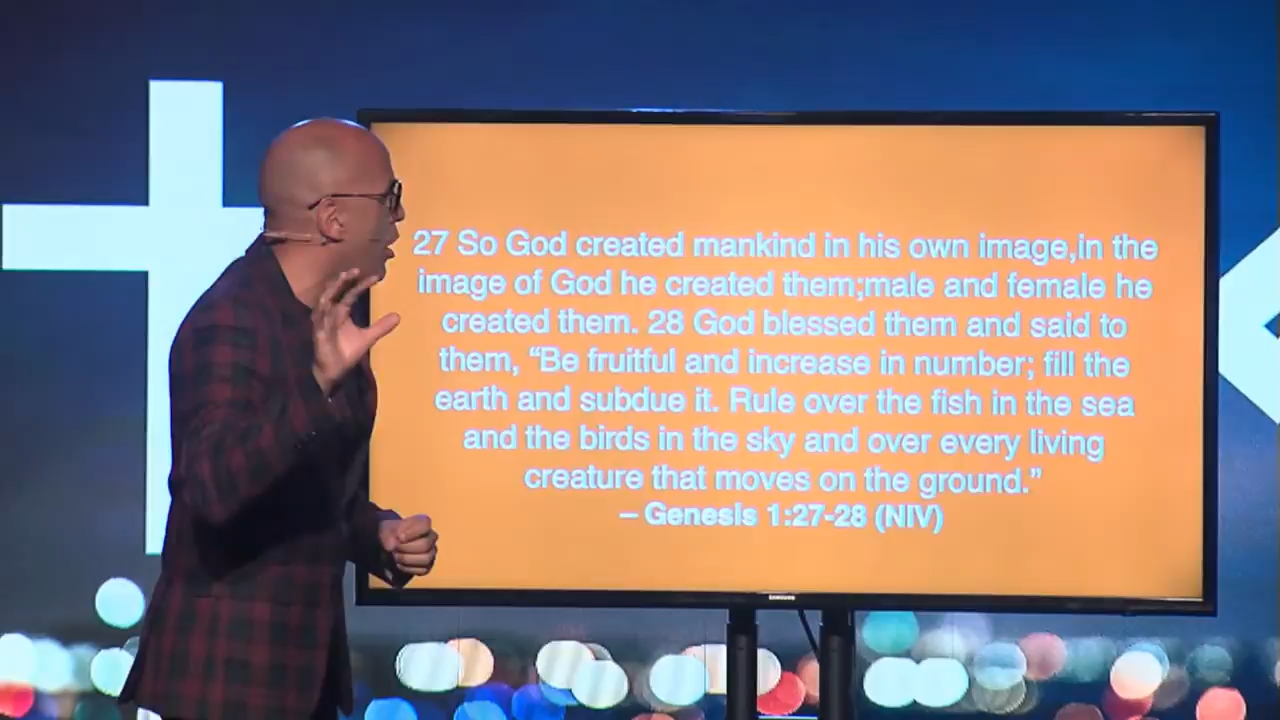 27 So God created mankind in his own image,in the
image of God he created them;male and female he
created them. 28 God blessed them and said to
them, “Be fruitful and increase in number; fill the
earth and subdue it. Rule over the fish in the sea
and the birds in the sky and over every living
creature that moves on the ground.”
– Genesis 1:27-28 (NIV)
SAMSUNG